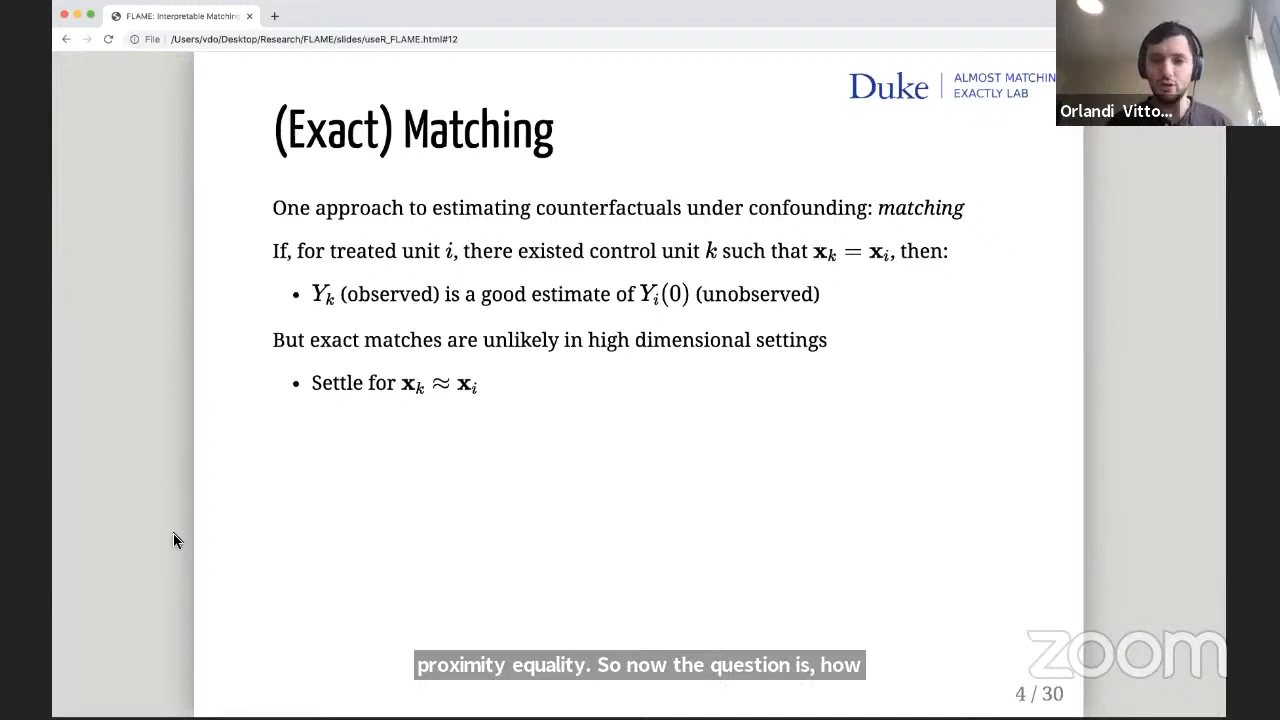 FLAME: Interpretable Matching
File /Users/vdo/Desktop/Research/FLAME/slides/useR_FLAME.html#12
Duke
ALMOST MATCHIN
EXACTLY LAB
Orlandi Vitto...
(Exact) Matching
One approach to estimating counterfactuals under confounding: matching
If, for treated unit i, there existed control unit k such that xₖ = xᵢ, then:
• Yₖ (observed) is a good estimate of Yᵢ(0) (unobserved)
But exact matches are unlikely in high dimensional settings
• Settle for xₖ ≈ xᵢ
proximity equality. So now the question is, how
zoom
4 / 30